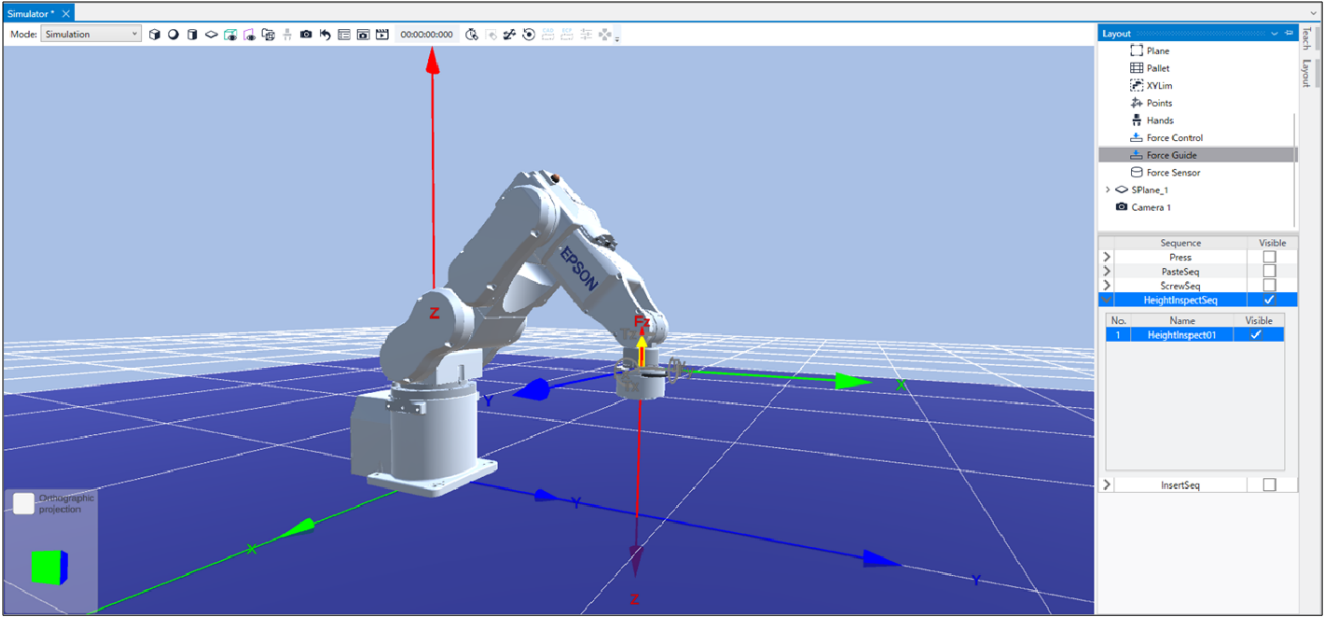 Simulator *
Mode: Simulation 00:00:00:000
Layout
Plane
Pallet
XYLim
Points
Hands
Force Control
Force Guide
Force Sensor
SPlane_1
Camera 1
Teach
Layout
Sequence Visible
Press
PasteSeq
ScrewSeq
HeightInspectSeq
No. Name Visible
1 HeightInspect01
InsertSeq
EPSON
Z
Fz
X
Y
Y
X
Y
Z
Orthographic
projection